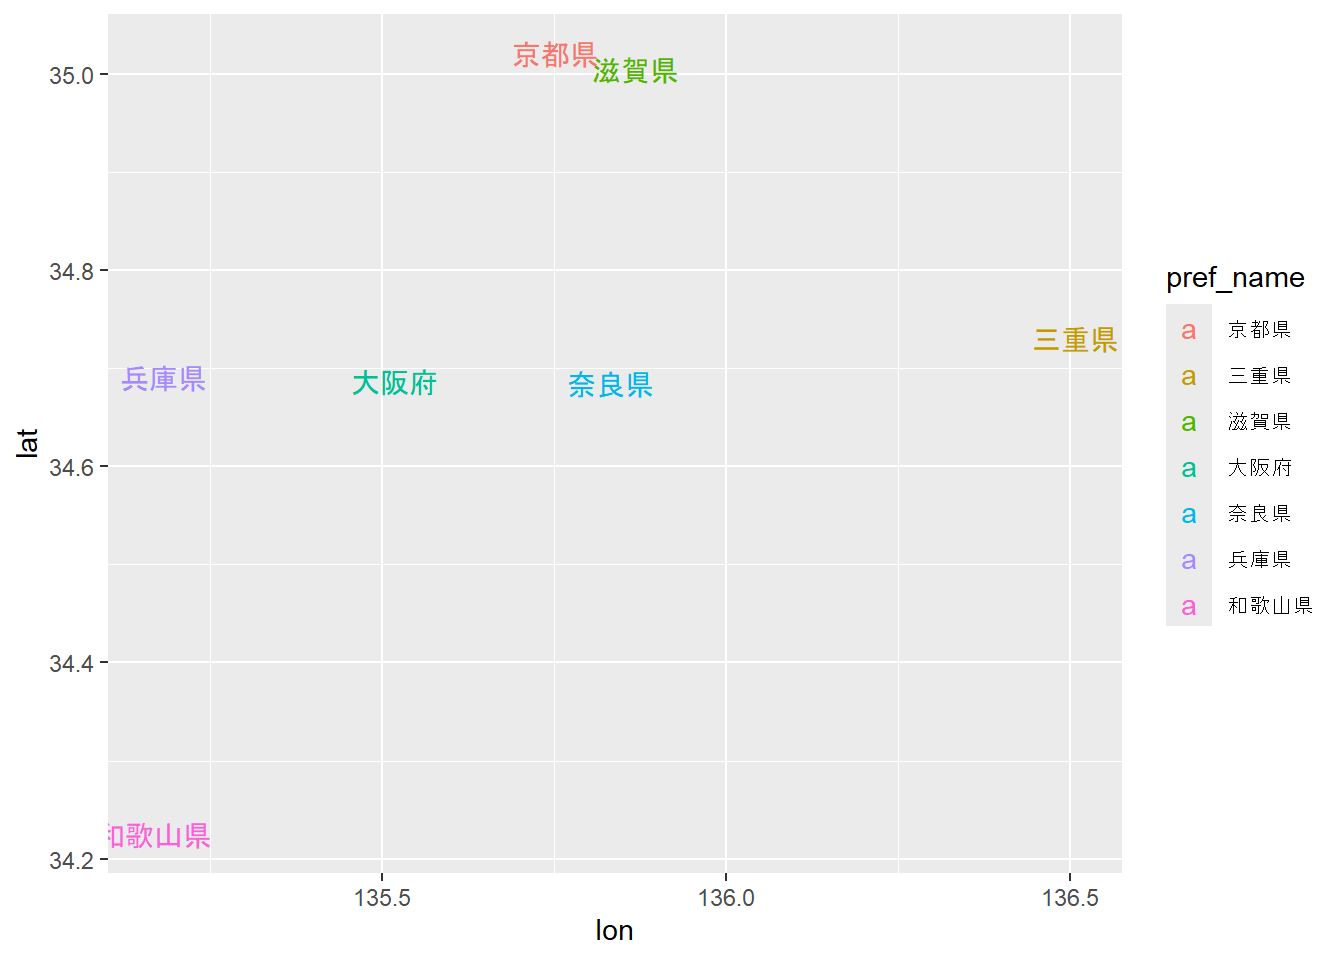 京都県
滋賀県
35.0
34.8
三重県
兵庫県
大阪府
奈良県
34.6
34.4
和歌山県
34.2
135.5
136.0
136.5
lon
lat
pref_name
a 京都県
a 三重県
a 滋賀県
a 大阪府
a 奈良県
a 兵庫県
a 和歌山県